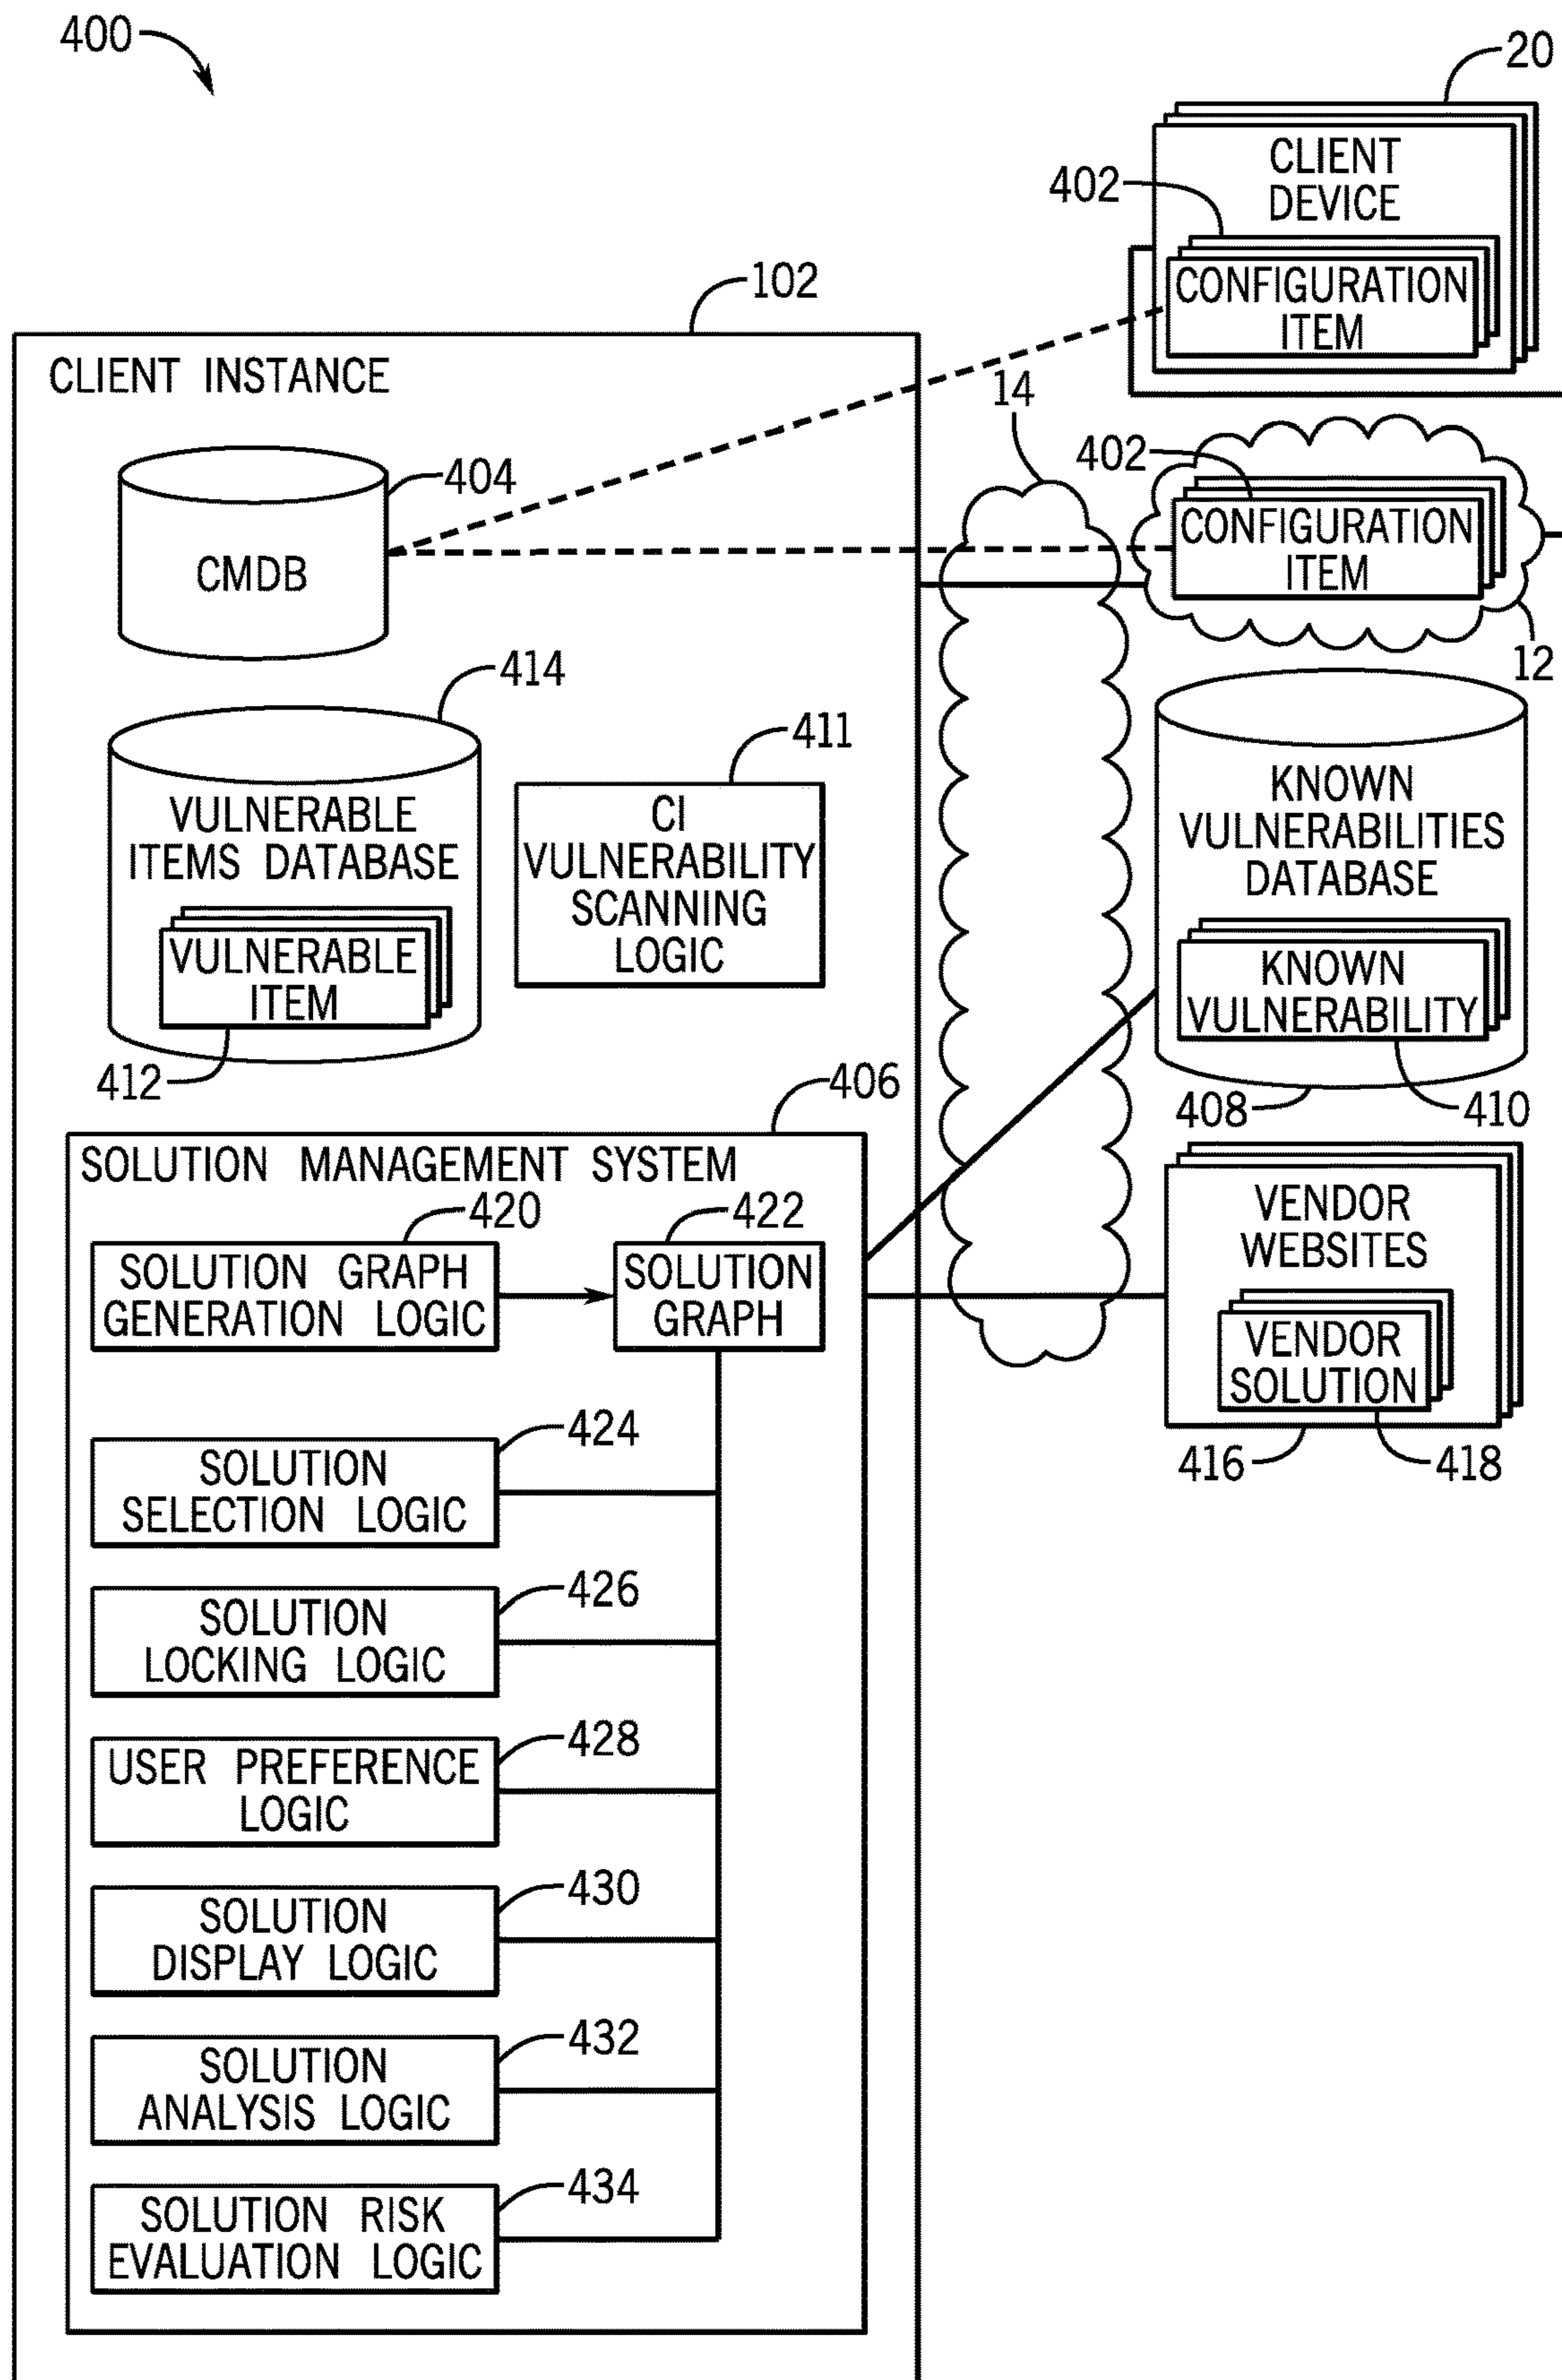 400
20
CLIENT
DEVICE
402
CONFIGURATION
ITEM
102
CLIENT INSTANCE
14
404
CMDB
402
CONFIGURATION
ITEM
12
414
VULNERABLE
ITEMS DATABASE
VULNERABLE
ITEM
412
411
CI
VULNERABILITY
SCANNING
LOGIC
KNOWN
VULNERABILITIES
DATABASE
KNOWN
VULNERABILITY
408
410
406
SOLUTION MANAGEMENT SYSTEM
420
SOLUTION GRAPH
GENERATION LOGIC
422
SOLUTION
GRAPH
VENDOR
WEBSITES
VENDOR
SOLUTION
416
418
424
SOLUTION
SELECTION LOGIC
426
SOLUTION
LOCKING LOGIC
428
USER PREFERENCE
LOGIC
430
SOLUTION
DISPLAY LOGIC
432
SOLUTION
ANALYSIS LOGIC
434
SOLUTION RISK
EVALUATION LOGIC